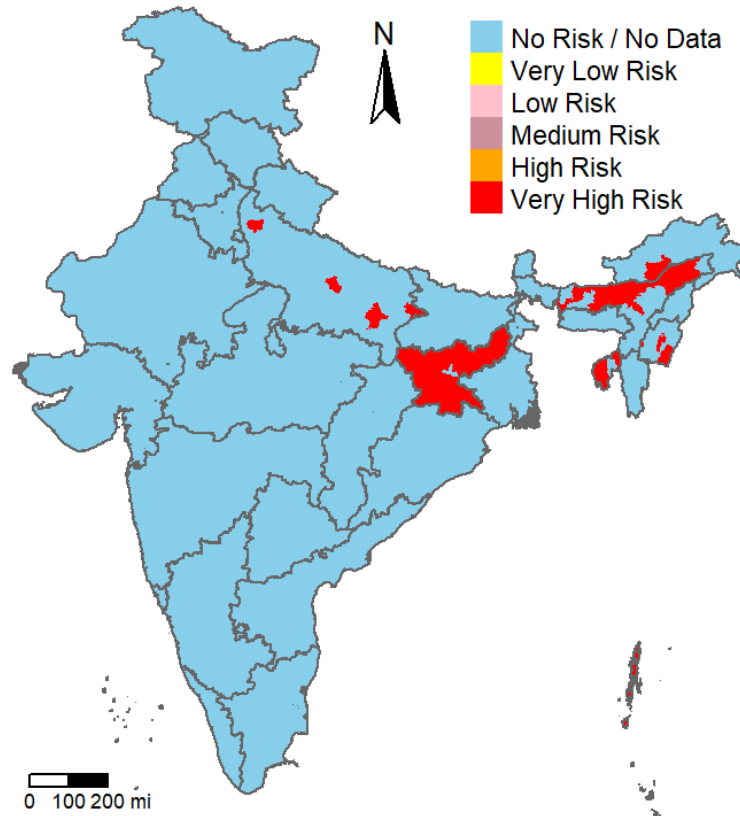 N
No Risk / No Data
Very Low Risk
Low Risk
Medium Risk
High Risk
Very High Risk
0 100 200 mi